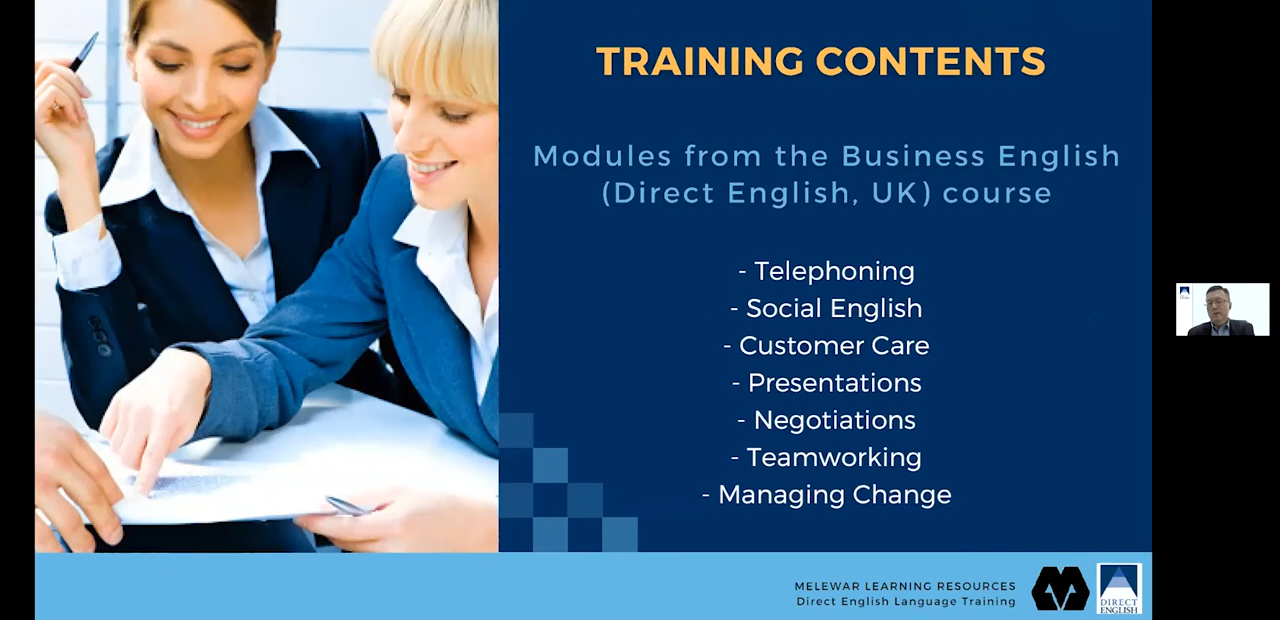 TRAINING CONTENTS
Modules from the Business English
(Direct English, UK) course
- Telephoning
- Social English
- Customer Care
- Presentations
- Negotiations
- Teamworking
- Managing Change
MELEWAR LEARNING RESOURCES
Direct English Language Training
DIRECT
ENGLISH